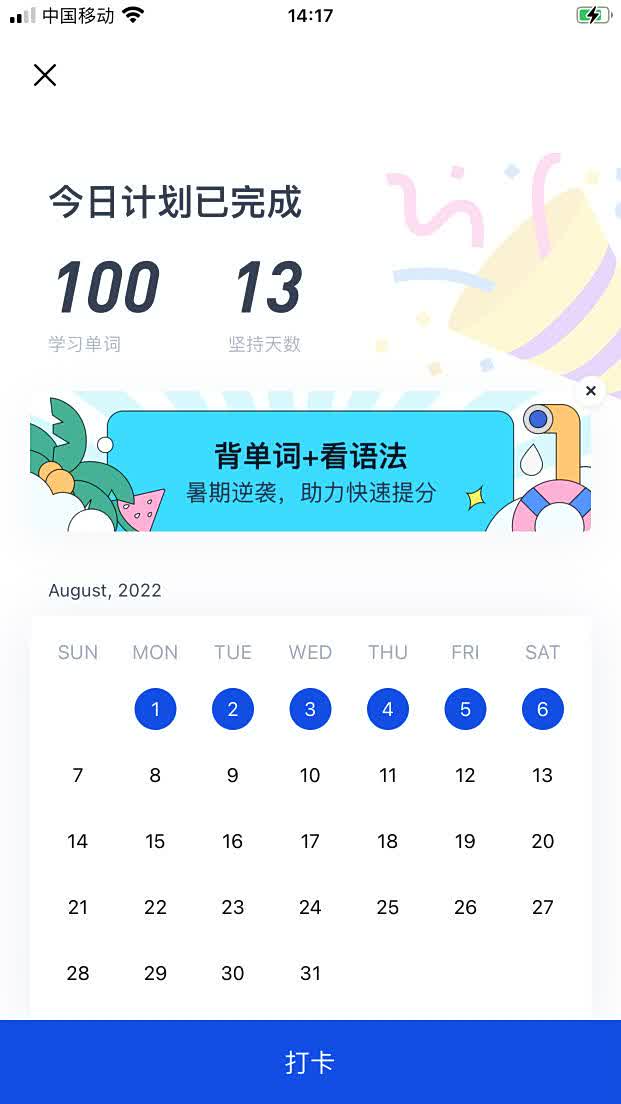 中国移动 14:17
今日计划已完成
100 13
学习单词 坚持天数
背单词+看语法
暑期逆袭，助力快速提分
August, 2022
SUN MON TUE WED THU FRI SAT
1 2 3 4 5 6
7 8 9 10 11 12 13
14 15 16 17 18 19 20
21 22 23 24 25 26 27
28 29 30 31
打卡